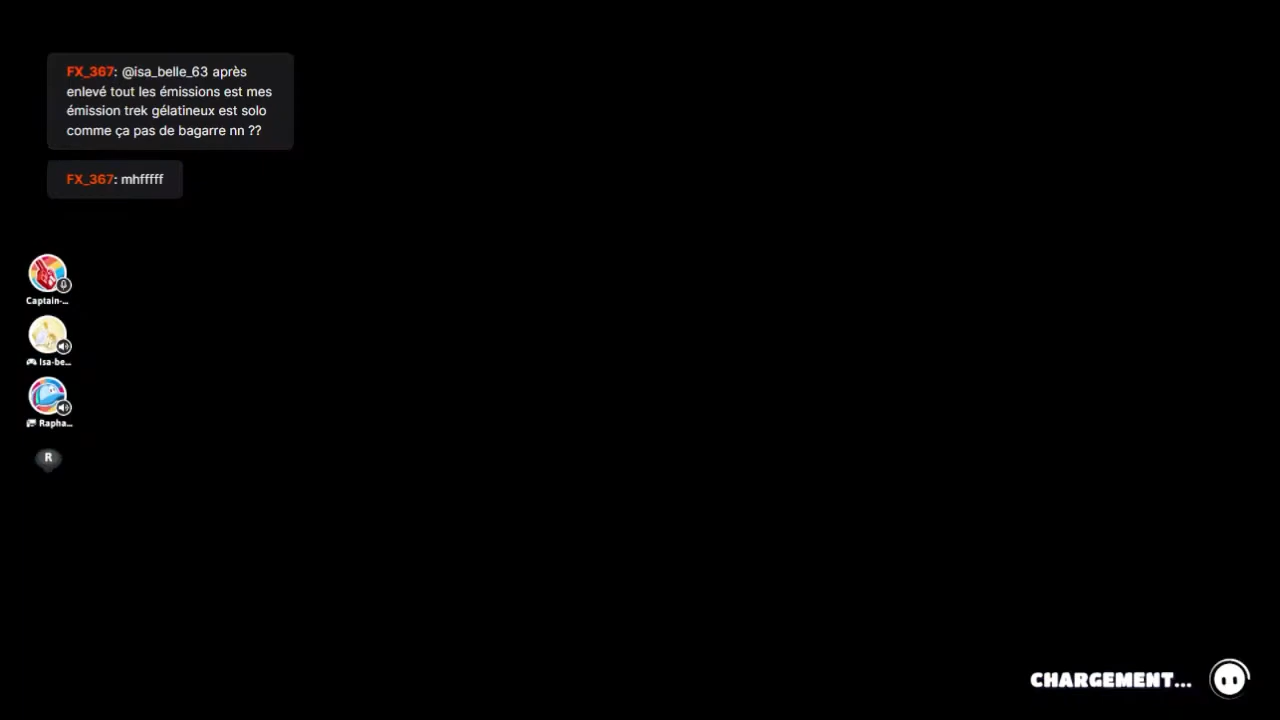 FX_367: @isa_belle_63 après
enlevé tout les émissions est mes
émission trek gélatineux est solo
comme ça pas de bagarre nn ??
FX_367: mhfffff
Captain-...
Isa-be...
Rapha...
R
CHARGEMENT...